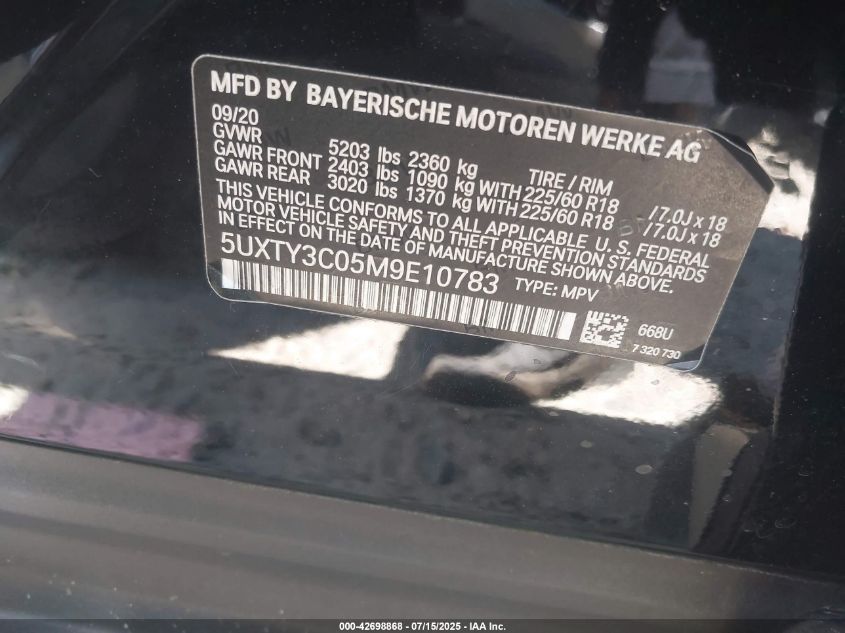 MFD BY BAYERISCHE MOTOREN WERKE AG
09/20
GVWR 5203 lbs 2360 kg TIRE / RIM
GAWR FRONT 2403 lbs 1090 kg WITH 225/60 R18 /7.0J x 18
GAWR REAR 3020 lbs 1370 kg WITH 225/60 R18 /7.0J x 18
THIS VEHICLE CONFORMS TO ALL APPLICABLE U.S. FEDERAL
MOTOR VEHICLE SAFETY AND THEFT PREVENTION STANDARDS
IN EFFECT ON THE DATE OF MANUFACTURE SHOWN ABOVE.
5UXTY3C05M9E10783 TYPE: MPV
668U
7 320 730
000-42698868 - 07/15/2025 - IAA Inc.